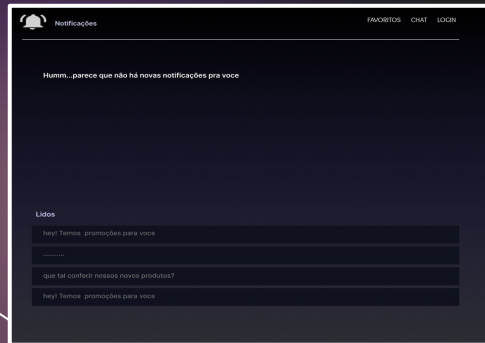 Notificações
FAVORITOS CHAT LOGIN
Humm...parece que não há novas notificações pra voce
Lidos
hey! Temos promoções para voce
..........
que tal conferir nossos novos produtos?
hey! Temos promoções para voce